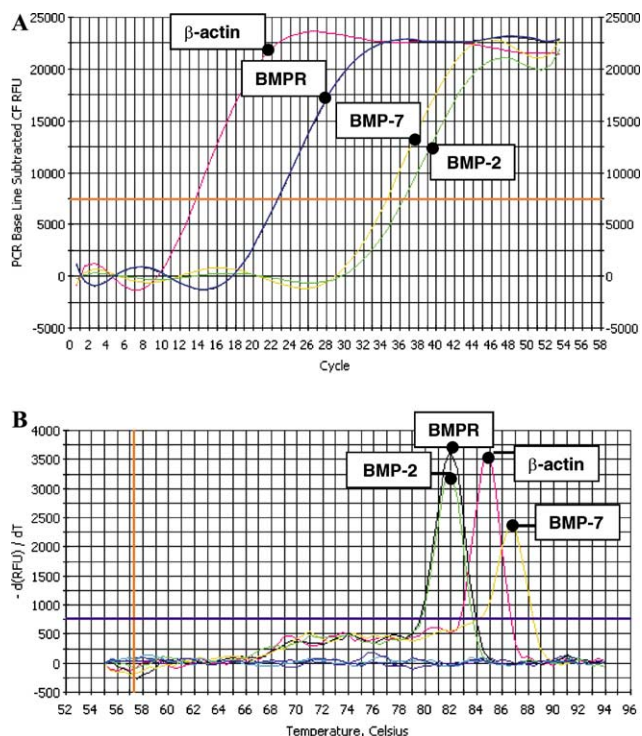 A
25000
20000
15000
10000
5000
0
-5000
25000
20000
15000
10000
5000
0
-5000
PCR Base Line Subtracted CF RFU
β-actin
BMPR
BMP-7
BMP-2
0 2 4 6 8 10 12 14 16 18 20 22 24 26 28 30 32 34 36 38 40 42 44 46 48 50 52 54 56 58
Cycle
B
4000
3500
3000
2500
2000
1500
1000
500
0
-500
- d(RFU) / dT
BMPR
BMP-2
β-actin
BMP-7
52 54 56 58 60 62 64 66 68 70 72 74 76 78 80 82 84 86 88 90 92 94 96
Temperature, Celsius